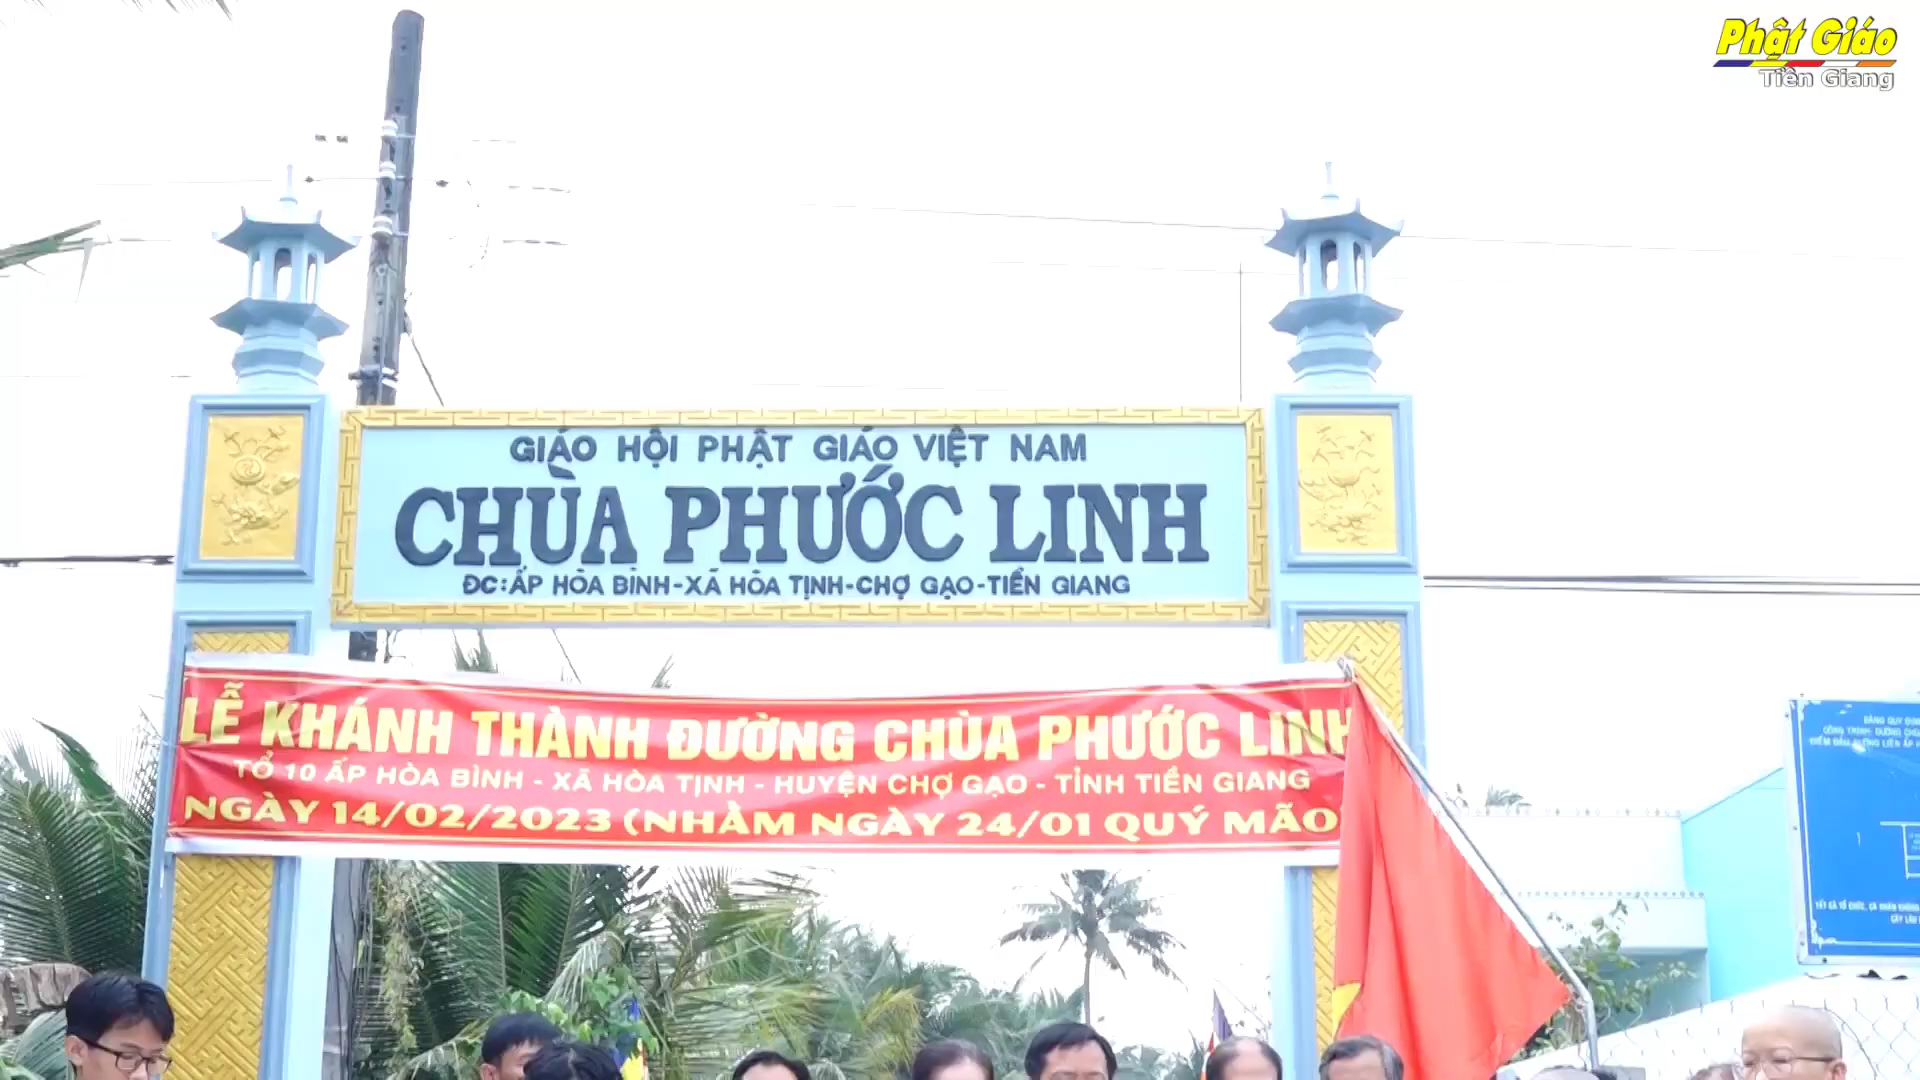 Phật Giáo
Tiền Giang
GIÁO HỘI PHẬT GIÁO VIỆT NAM
CHÙA PHƯỚC LINH
ĐC:ẤP HÒA BÌNH-XÃ HÒA TỊNH-CHỢ GẠO-TIỀN GIANG
LỄ KHÁNH THÀNH ĐƯỜNG CHÙA PHƯỚC LINH
TỔ 10 ẤP HÒA BÌNH - XÃ HÒA TỊNH - HUYỆN CHỢ GẠO - TỈNH TIỀN GIANG
NGÀY 14/02/2023 (NHẰM NGÀY 24/01 QUÝ MÃO